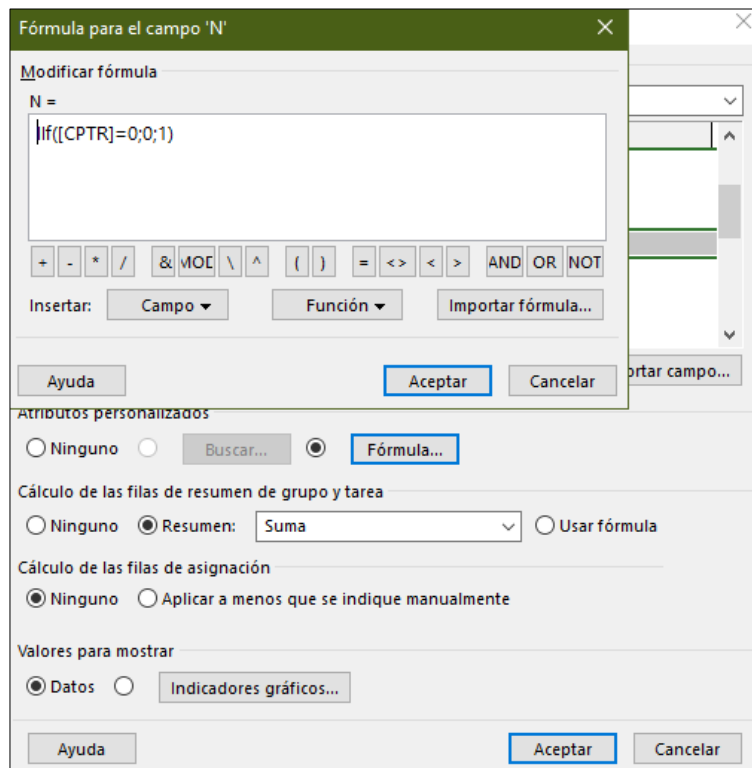 Fórmula para el campo 'N'
Modificar fórmula
N =
IIf([CPTR]=0;0;1)
+ - * / & MOD \ ^ ( ) = <> < > AND OR NOT
Insertar: Campo Función Importar fórmula...
Ayuda Aceptar Cancelar
ortar campo...
Atributos personalizados
Ninguno Buscar... Fórmula...
Cálculo de las filas de resumen de grupo y tarea
Ninguno Resumen: Suma Usar fórmula
Cálculo de las filas de asignación
Ninguno Aplicar a menos que se indique manualmente
Valores para mostrar
Datos Indicadores gráficos...
Ayuda Aceptar Cancelar